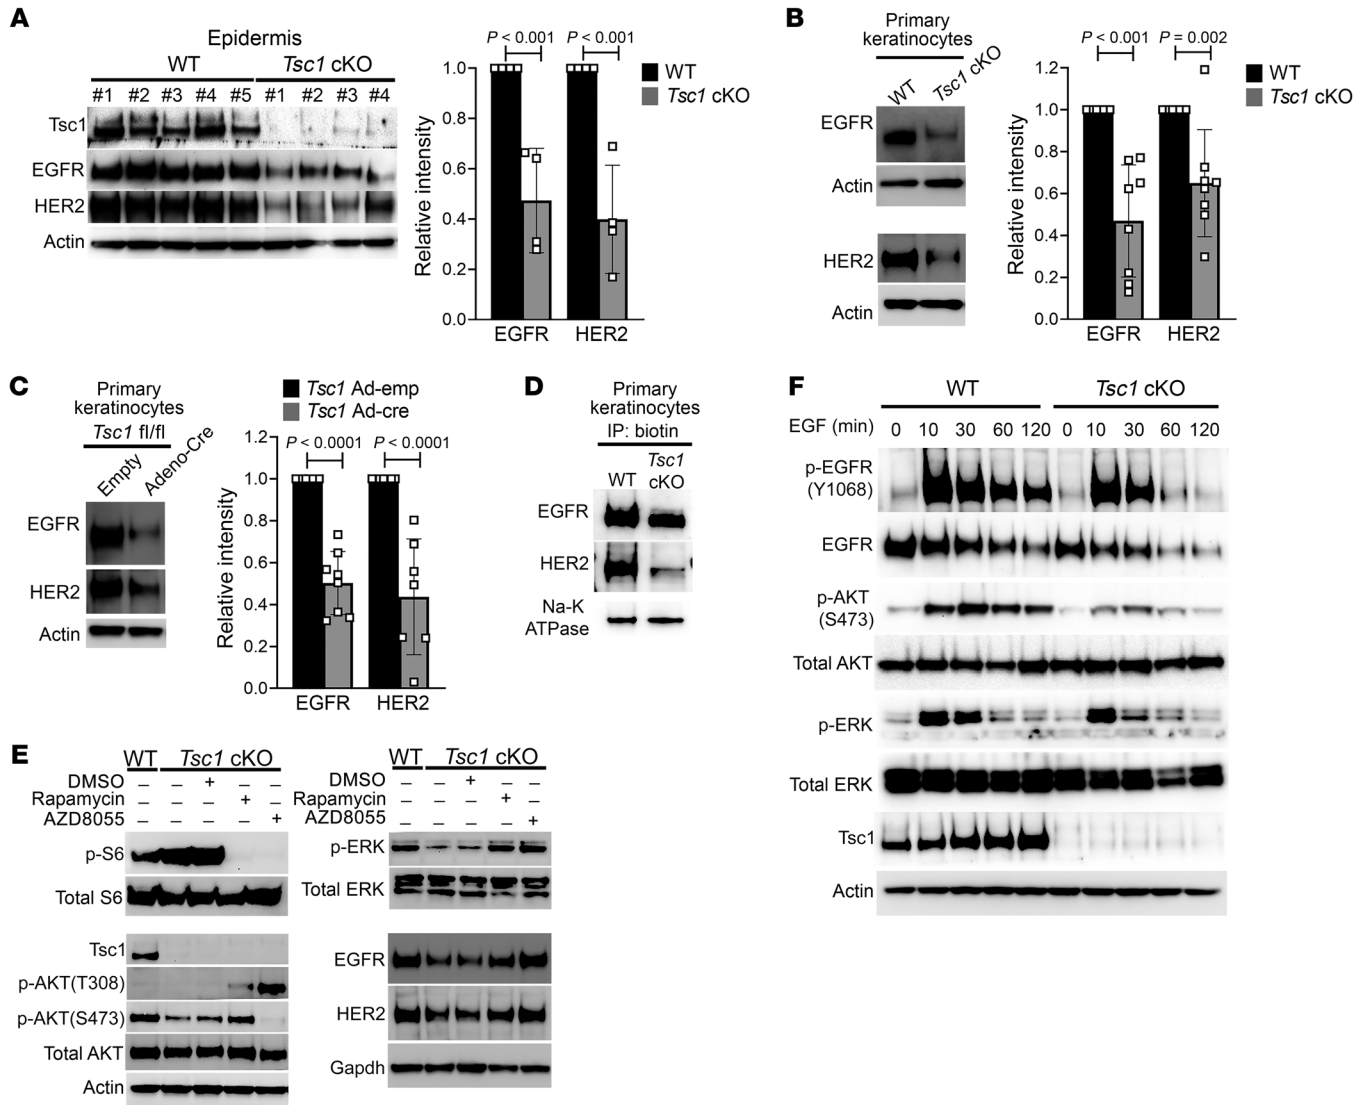 A
Epidermis
WT Tsc1 cKO
#1 #2 #3 #4 #5 #1 #2 #3 #4
Tsc1
EGFR
HER2
Actin
P < 0.001 P < 0.001
WT
Tsc1 cKO
Relative intensity
1.0
0.8
0.6
0.4
0.2
0.0
EGFR HER2
B
Primary
keratinocytes
WT Tsc1 cKO
EGFR
Actin
HER2
Actin
P < 0.001 P = 0.002
WT
Tsc1 cKO
Relative intensity
1.2
1.0
0.8
0.6
0.4
0.2
0.0
EGFR HER2
C
Primary
keratinocytes
Tsc1 fl/fl
Empty Adeno-Cre
EGFR
HER2
Actin
Tsc1 Ad-emp
Tsc1 Ad-cre
P < 0.0001 P < 0.0001
Relative intensity
1.2
1.0
0.8
0.6
0.4
0.2
0.0
EGFR HER2
D
Primary
keratinocytes
IP: biotin
WT Tsc1
cKO
EGFR
HER2
Na-K
ATPase
E
WT Tsc1 cKO
DMSO – – + – –
Rapamycin – – – + –
AZD8055 – – – – +
p-S6
Total S6
Tsc1
p-AKT(T308)
p-AKT(S473)
Total AKT
Actin
WT Tsc1 cKO
DMSO – – + – –
Rapamycin – – – + –
AZD8055 – – – – +
p-ERK
Total ERK
EGFR
HER2
Gapdh
F
WT Tsc1 cKO
EGF (min) 0 10 30 60 120 0 10 30 60 120
p-EGFR
(Y1068)
EGFR
p-AKT
(S473)
Total AKT
p-ERK
Total ERK
Tsc1
Actin